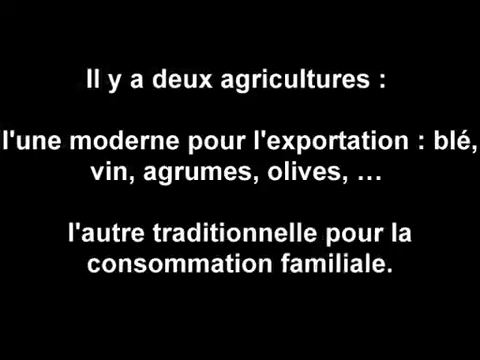 Il y a deux agricultures :
l'une moderne pour l'exportation : blé,
vin, agrumes, olives, …
l'autre traditionnelle pour la
consommation familiale.